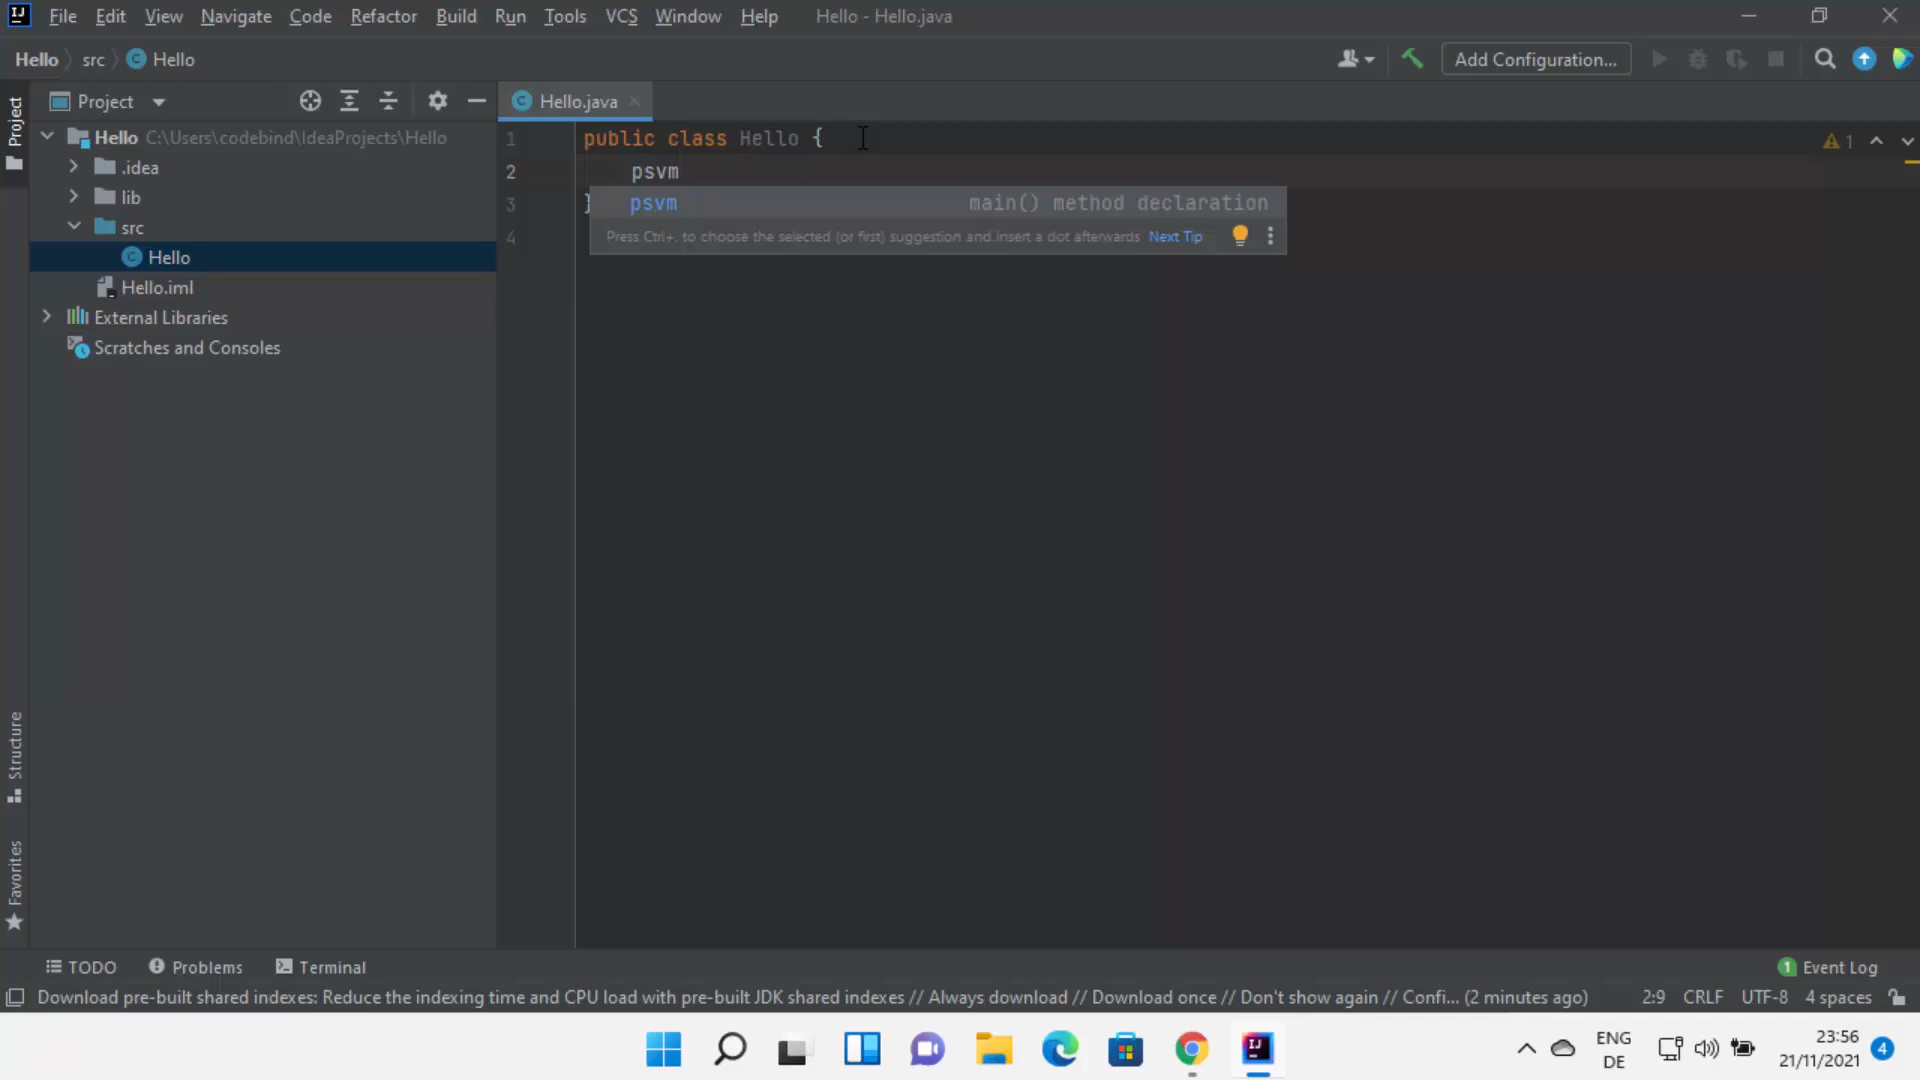 IJ File Edit View Navigate Code Refactor Build Run Tools VCS Window Help Hello - Hello.java
Hello src C Hello Add Configuration...
Project
Project C Hello.java
Hello C:\Users\codebind\IdeaProjects\Hello
.idea
lib
src
C Hello
Hello.iml
External Libraries
Scratches and Consoles
1 public class Hello { 1
2 psvm
3 }
4
psvm main() method declaration
Press Ctrl+. to choose the selected (or first) suggestion and insert a dot afterwards Next Tip
Structure
Favorites
TODO Problems Terminal 1 Event Log
Download pre-built shared indexes: Reduce the indexing time and CPU load with pre-built JDK shared indexes // Always download // Download once // Don't show again // Confi... (2 minutes ago) 2:9 CRLF UTF-8 4 spaces
IJ
ENG
DE
23:56
21/11/2021
4